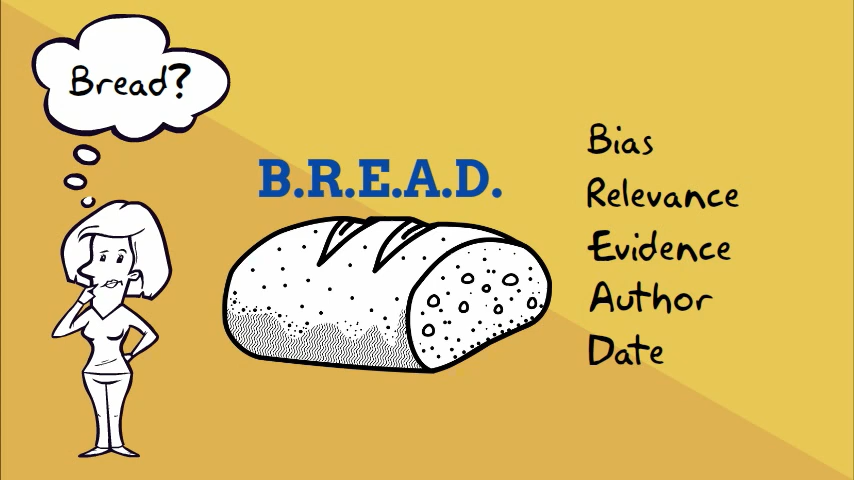 Bread?
B.R.E.A.D.
Bias
Relevance
Evidence
Author
Date